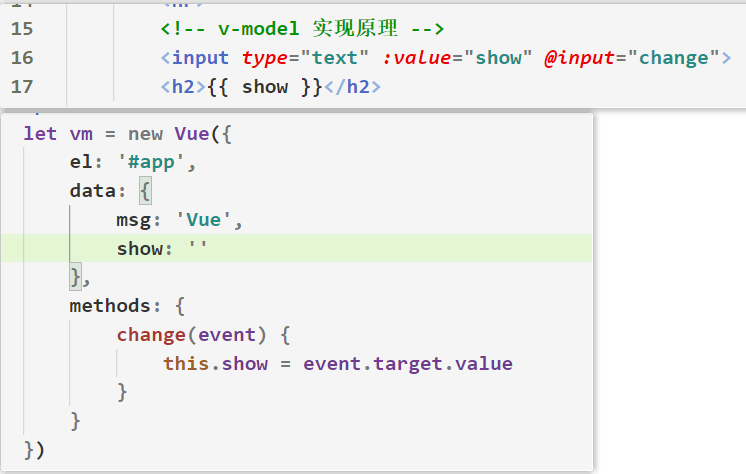 15 <!-- v-model 实现原理 -->
16 <input type="text" :value="show" @input="change">
17 <h2>{{ show }}</h2>
let vm = new Vue({
el: '#app',
data: {
msg: 'Vue',
show: ''
},
methods: {
change(event) {
this.show = event.target.value
}
}
})